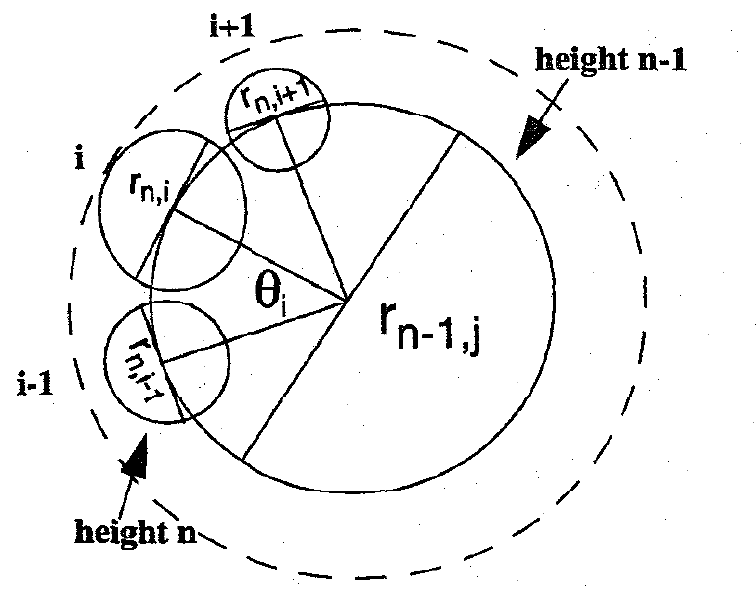 i+1
height n-1
r_{n,i+1}
i
r_{n,i}
θ_i
r_{n-1,j}
r_{n,i-1}
i-1
height n